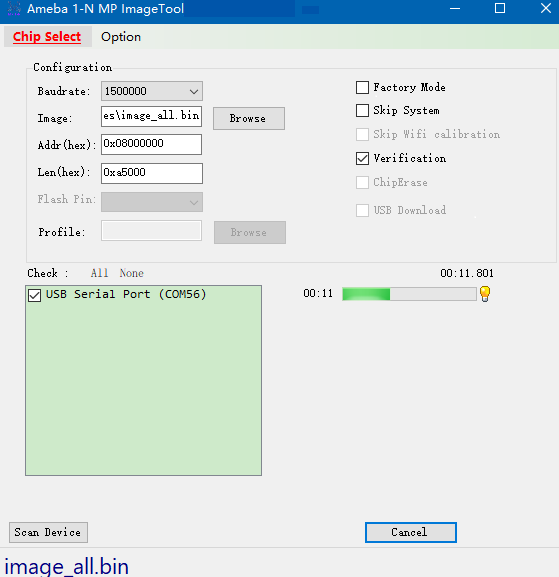 Ameba 1-N MP ImageTool
Chip Select Option
Configuration
Baudrate: 1500000
Image: es\image_all.bin Browse
Addr(hex): 0x08000000
Len(hex): 0xa5000
Flash Pin:
Profile: Browse
Factory Mode
Skip System
Skip Wifi calibration
Verification
ChipErase
USB Download
Check : All None 00:11.801
USB Serial Port (COM56) 00:11
Scan Device Cancel
image_all.bin